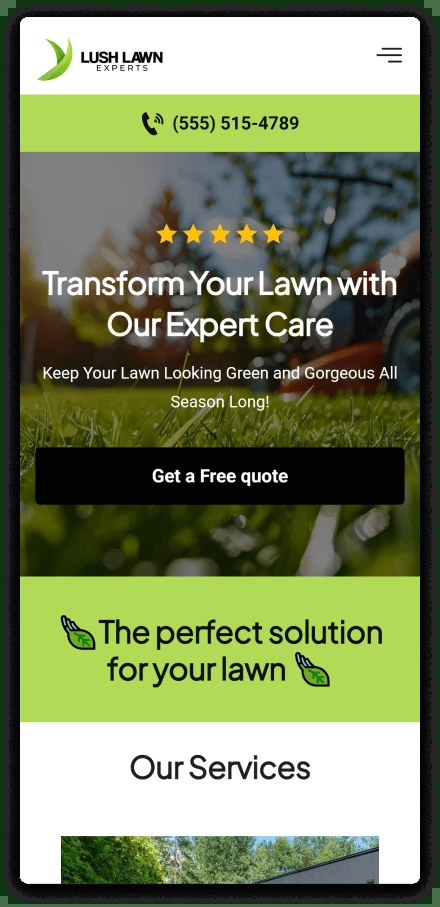 LUSH LAWN
EXPERTS
(555) 515-4789
Transform Your Lawn with
Our Expert Care
Keep Your Lawn Looking Green and Gorgeous All
Season Long!
Get a Free quote
The perfect solution
for your lawn
Our Services